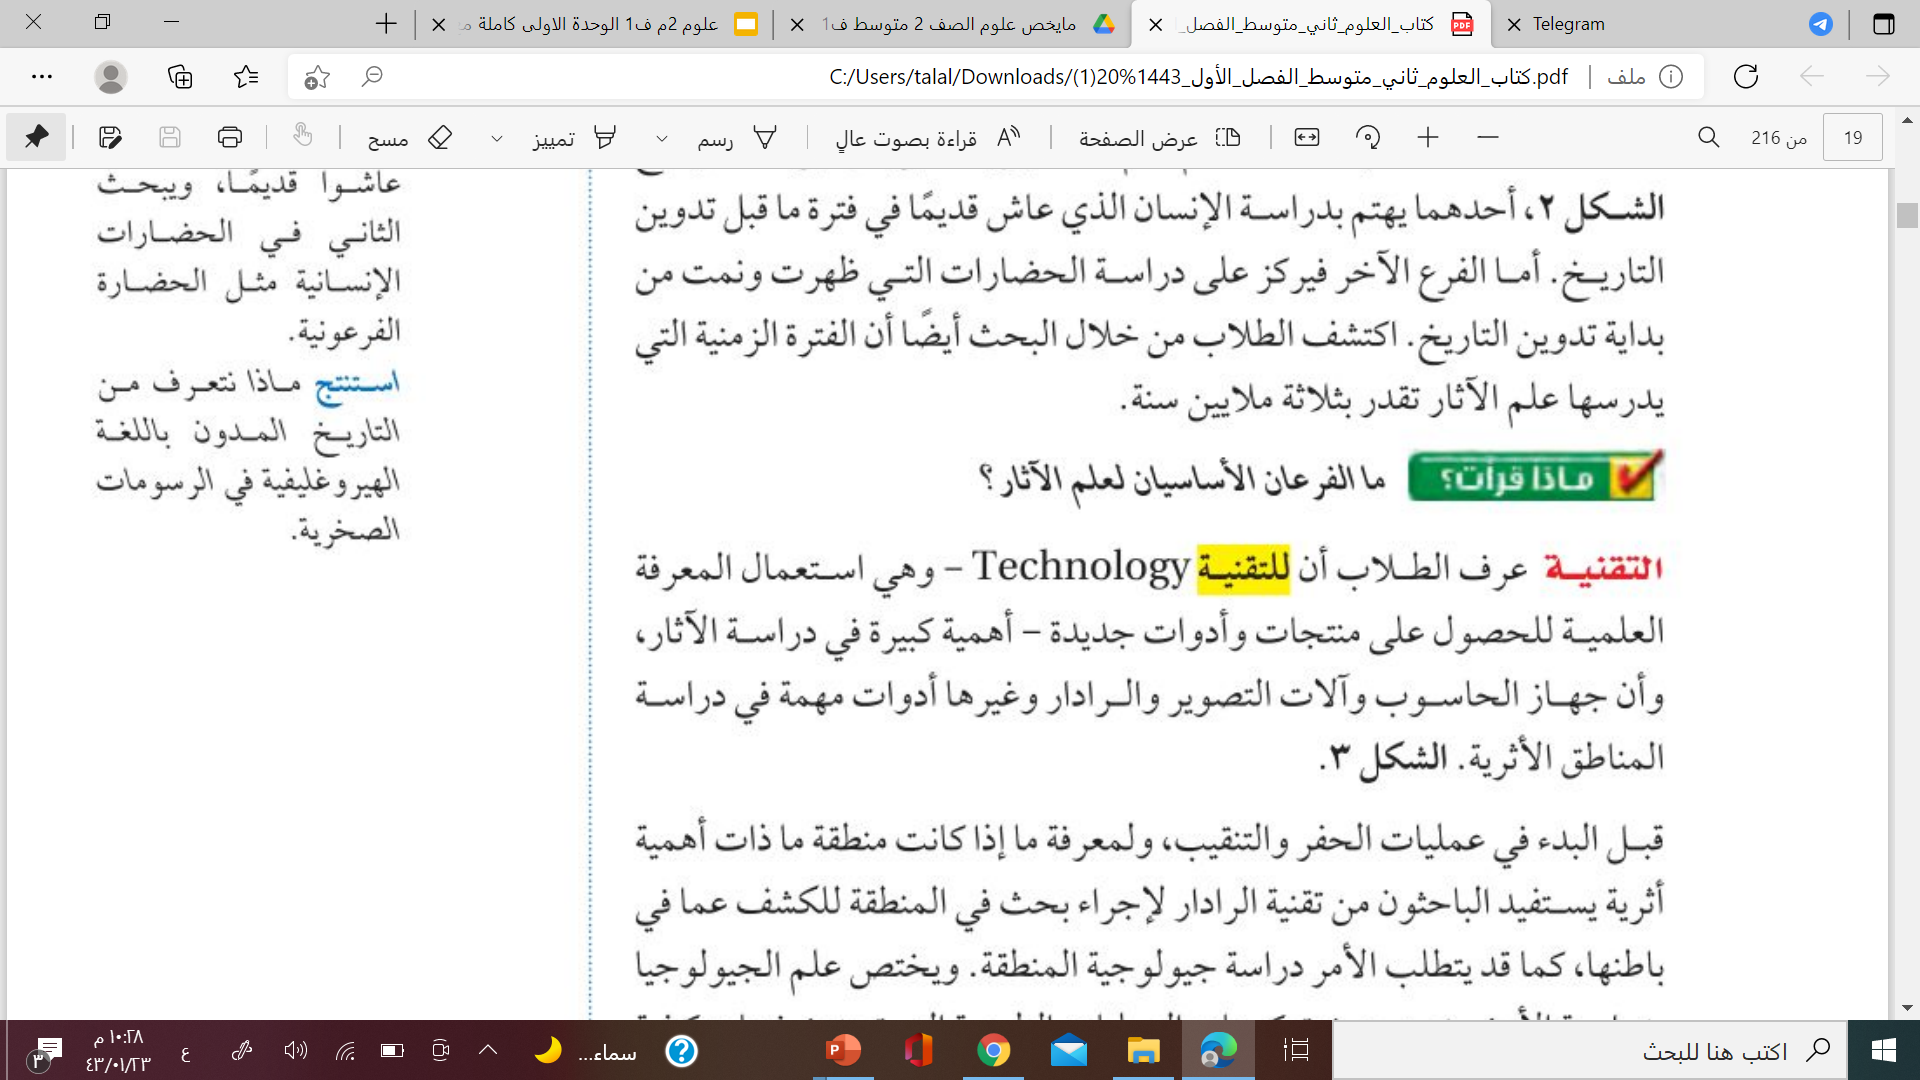 Telegram
كتاب_العلوم_ثاني_متوسط_الفصل_
مايخص علوم الصف 2 متوسط ف1
علوم 2م ف1 الوحدة الاولى كاملة
ملف
C:/Users/talal/Downloads/كتاب_العلوم_ثاني_متوسط_الفصل_الأول_1443%20(1).pdf
19
من 216
عرض الصفحة
قراءة بصوت عالٍ
رسم
تمييز
مسح
الشكل ٢، أحدهما يهتم بدراسة الإنسان الذي عاش قديمًا في فترة ما قبل تدوين
التاريخ. أما الفرع الآخر فيركز على دراسة الحضارات التي ظهرت ونمت من
بداية تدوين التاريخ. اكتشف الطلاب من خلال البحث أيضًا أن الفترة الزمنية التي
يدرسها علم الآثار تقدر بثلاثة ملايين سنة.
ماذا قرأت؟ ما الفرعان الأساسيان لعلم الآثار؟
التقنية عرف الطلاب أن للتقنية Technology – وهي استعمال المعرفة
العلمية للحصول على منتجات وأدوات جديدة – أهمية كبيرة في دراسة الآثار،
وأن جهاز الحاسوب وآلات التصوير والرادار وغيرها أدوات مهمة في دراسة
المناطق الأثرية. الشكل ٣.
قبل البدء في عمليات الحفر والتنقيب، ولمعرفة ما إذا كانت منطقة ما ذات أهمية
أثرية يستفيد الباحثون من تقنية الرادار لإجراء بحث في المنطقة للكشف عما في
باطنها، كما قد يتطلب الأمر دراسة جيولوجية المنطقة. ويختص علم الجيولوجيا
عاشوا قديمًا، ويبحث
الثاني في الحضارات
الإنسانية مثل الحضارة
الفرعونية.
استنتج ماذا نتعرف من
التاريخ المدون باللغة
الهيروغليفية في الرسومات
الصخرية.
اكتب هنا للبحث
سماء...
ع
١٠:٢٨ م
٤٣/٠١/٢٣
٣